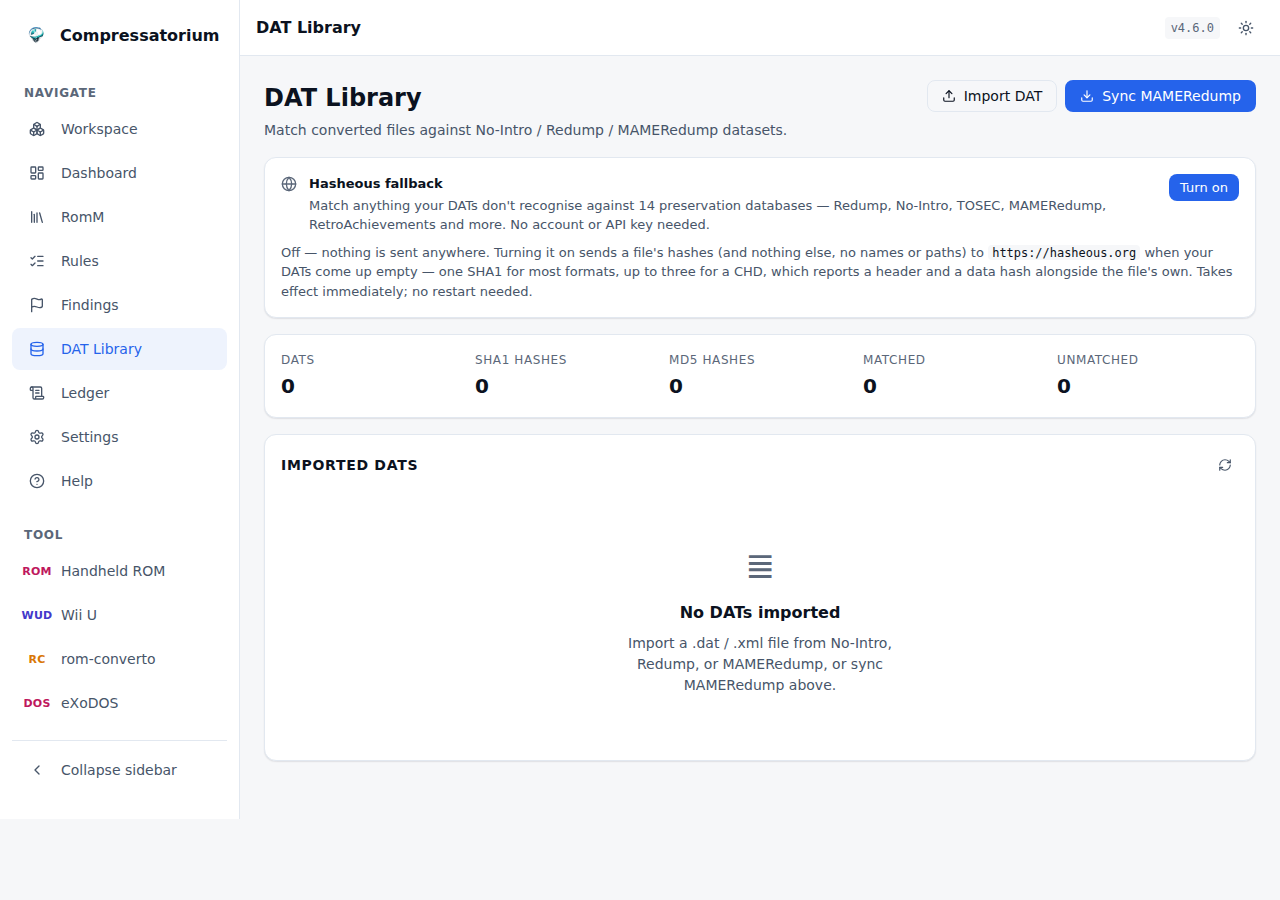 Compressatorium
DAT Library
v4.6.0
NAVIGATE
Workspace
Dashboard
RomM
Rules
Findings
DAT Library
Ledger
Settings
Help
TOOL
ROM Handheld ROM
WUD Wii U
RC rom-converto
DOS eXoDOS
Collapse sidebar
DAT Library
Import DAT
Sync MAMERedump
Match converted files against No-Intro / Redump / MAMERedump datasets.
Hasheous fallback
Turn on
Match anything your DATs don't recognise against 14 preservation databases — Redump, No-Intro, TOSEC, MAMERedump,
RetroAchievements and more. No account or API key needed.
Off — nothing is sent anywhere. Turning it on sends a file's hashes (and nothing else, no names or paths) to https://hasheous.org when your
DATs come up empty — one SHA1 for most formats, up to three for a CHD, which reports a header and a data hash alongside the file's own. Takes
effect immediately; no restart needed.
DATS SHA1 HASHES MD5 HASHES MATCHED UNMATCHED
0 0 0 0 0
IMPORTED DATS
No DATs imported
Import a .dat / .xml file from No-Intro,
Redump, or MAMERedump, or sync
MAMERedump above.